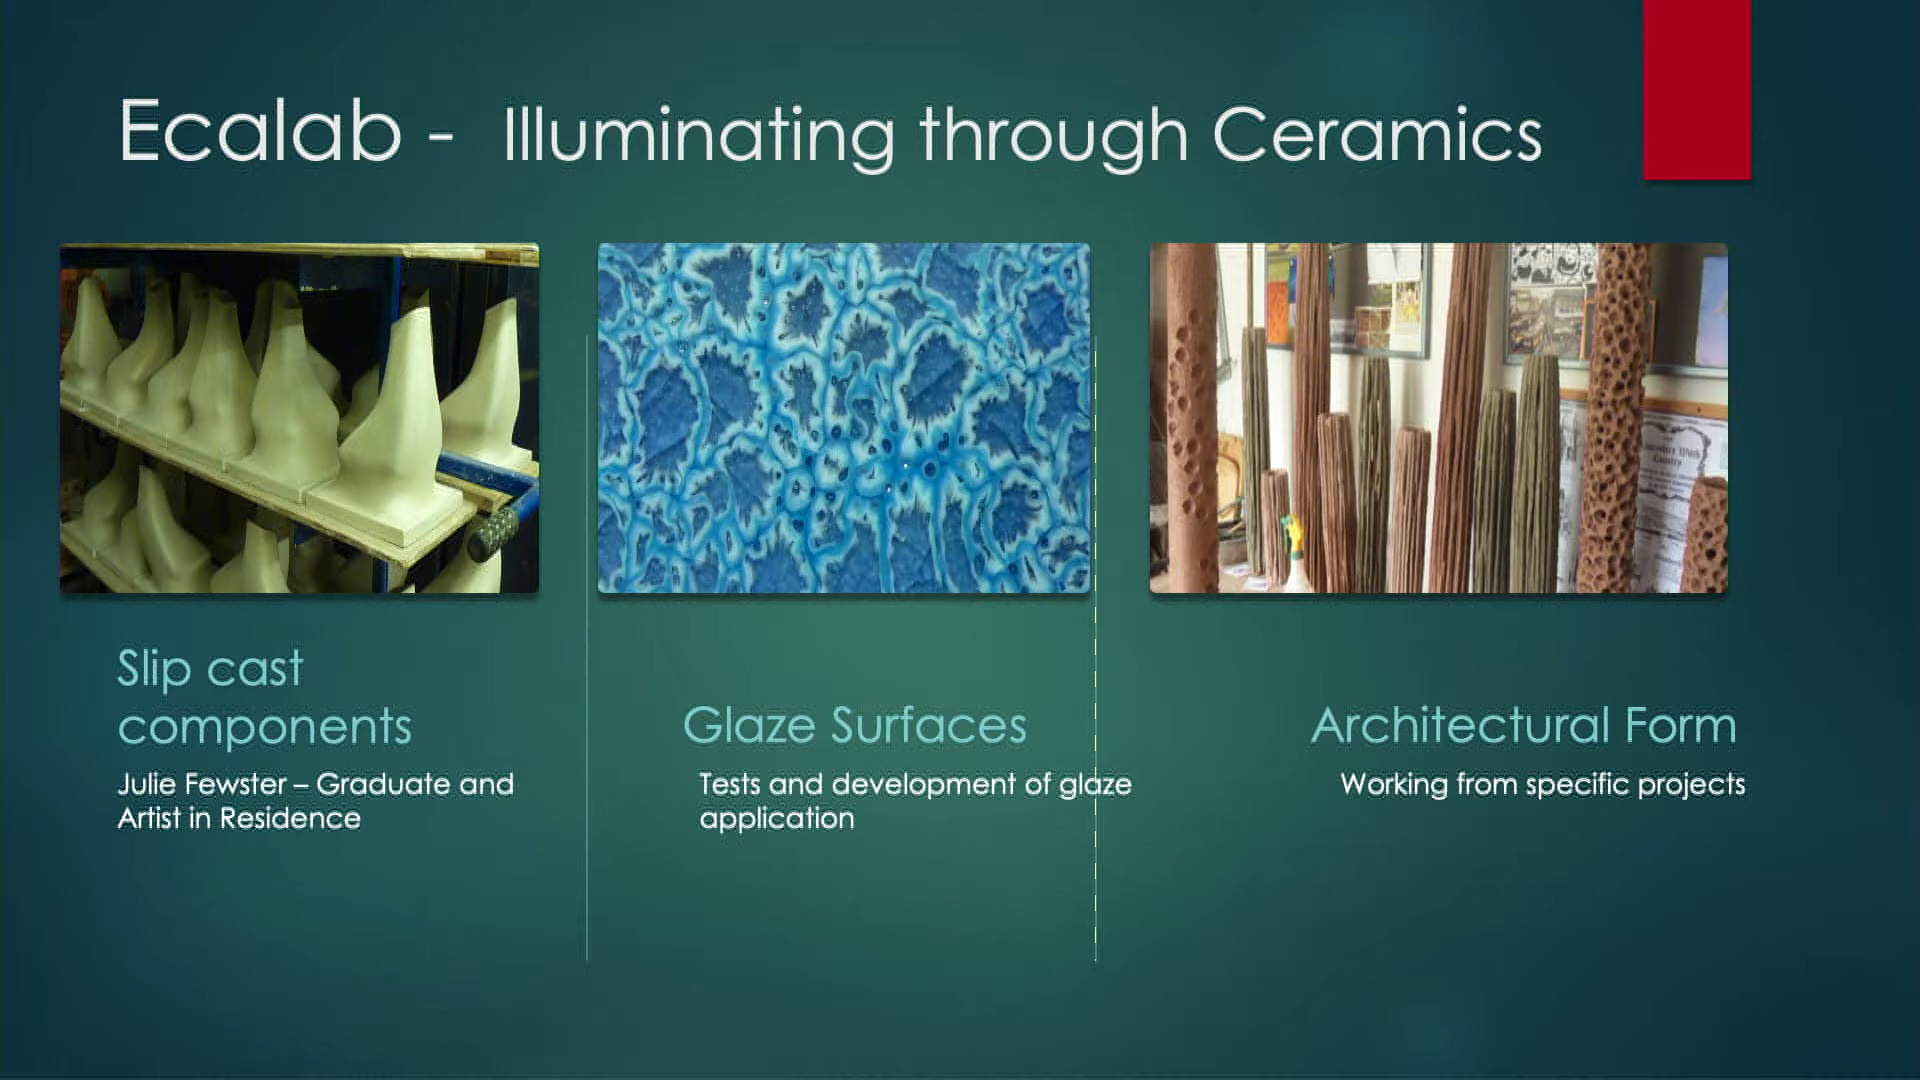 Ecalab - Illuminating through Ceramics
Slip cast
components
Julie Fewster – Graduate and
Artist in Residence
Glaze Surfaces
Tests and development of glaze
application
Architectural Form
Working from specific projects